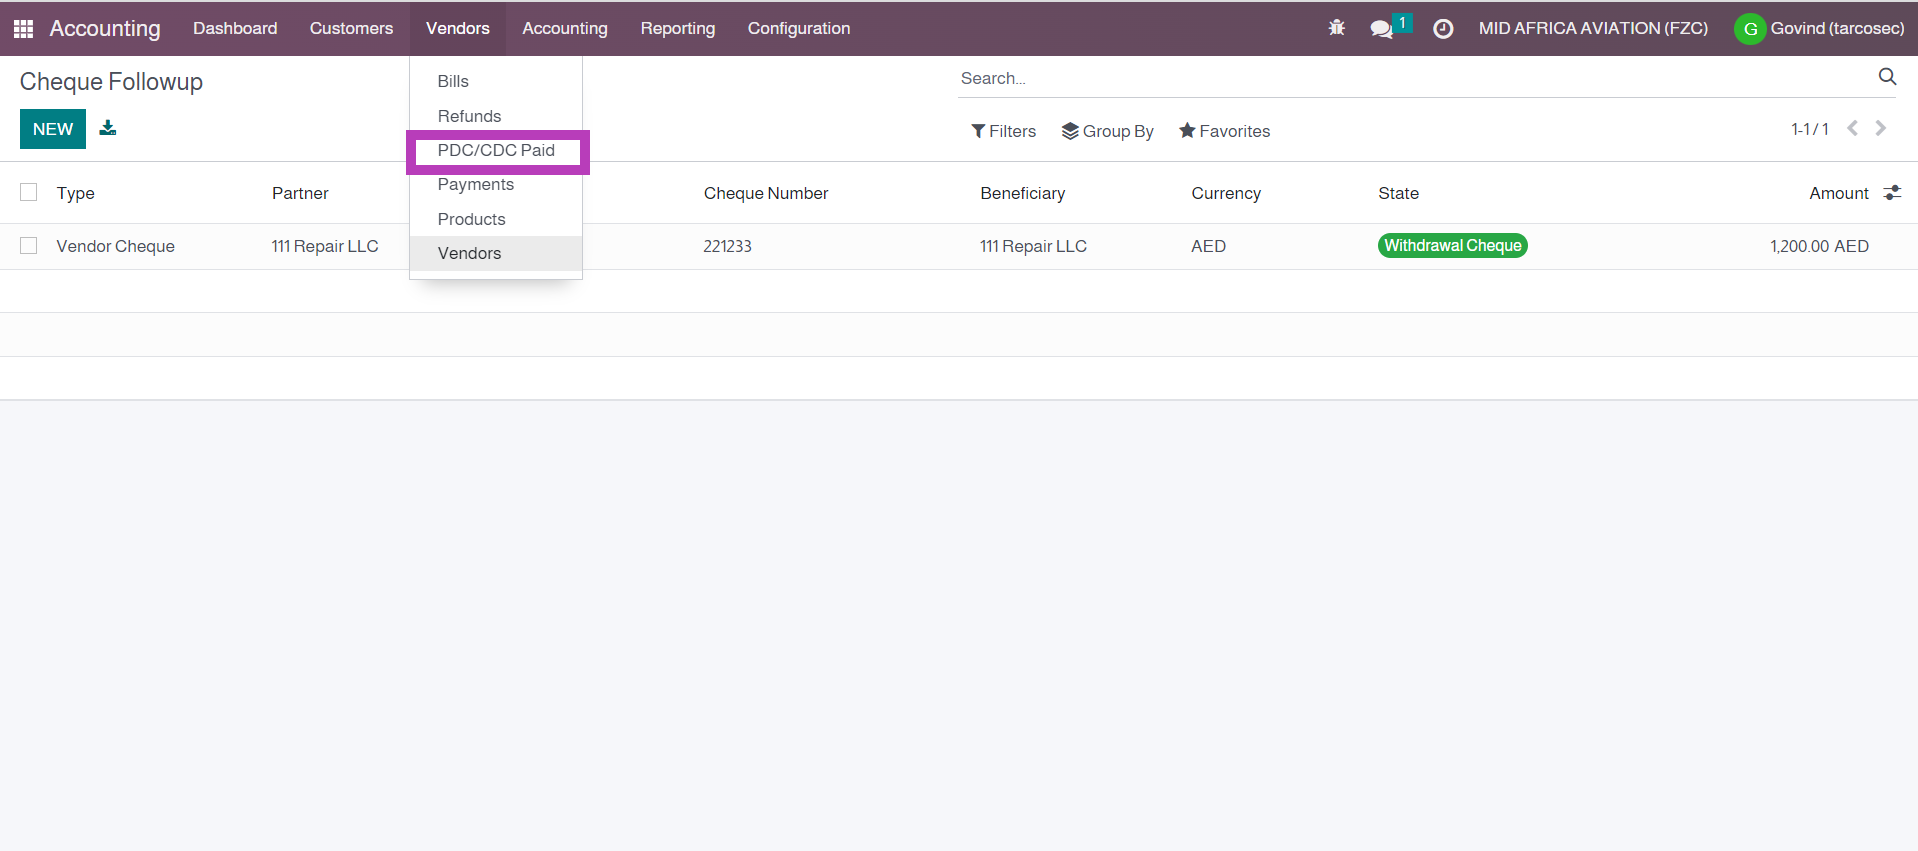 Accounting Dashboard Customers Vendors Accounting Reporting Configuration 1 MID AFRICA AVIATION (FZC) G Govind (tarcosec)
Cheque Followup
Search...
NEW
Filters Group By Favorites
1-1 / 1
Bills
Refunds
PDC/CDC Paid
Payments
Products
Vendors
Type Partner Cheque Number Beneficiary Currency State Amount
Vendor Cheque 111 Repair LLC 221233 111 Repair LLC AED Withdrawal Cheque 1,200.00 AED